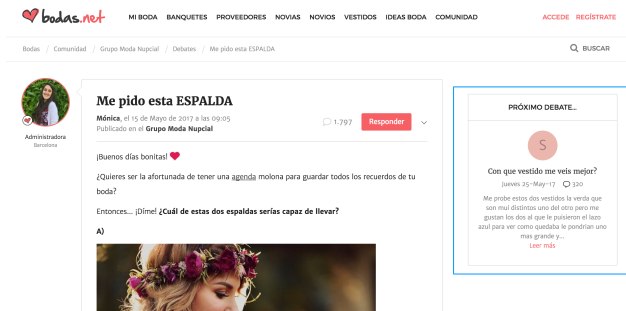 bodas.net
MI BODA BANQUETES PROVEEDORES NOVIAS NOVIOS VESTIDOS IDEAS BODA COMUNIDAD
ACCEDE REGÍSTRATE
Bodas / Comunidad / Grupo Moda Nupcial / Debates / Me pido esta ESPALDA
BUSCAR
Administradora
Barcelona
Me pido esta ESPALDA
Mónica, el 15 de Mayo de 2017 a las 09:05
Publicado en el Grupo Moda Nupcial
1.797
Responder
¡Buenos días bonitas!
¿Quieres ser la afortunada de tener una agenda molona para guardar todos los recuerdos de tu
boda?
Entonces... ¡Dime! ¿Cuál de estas dos espaldas serías capaz de llevar?
A)
PRÓXIMO DEBATE...
S
Con que vestido me veis mejor?
Jueves 25-May-17 320
Me probe estos dos vestidos la verda que
son mui distintos uno del otro pero me
gustan los dos al que le puisieron el lazo
azul para ver como quedaba le pondrian uno
mas grande y...
Leer más